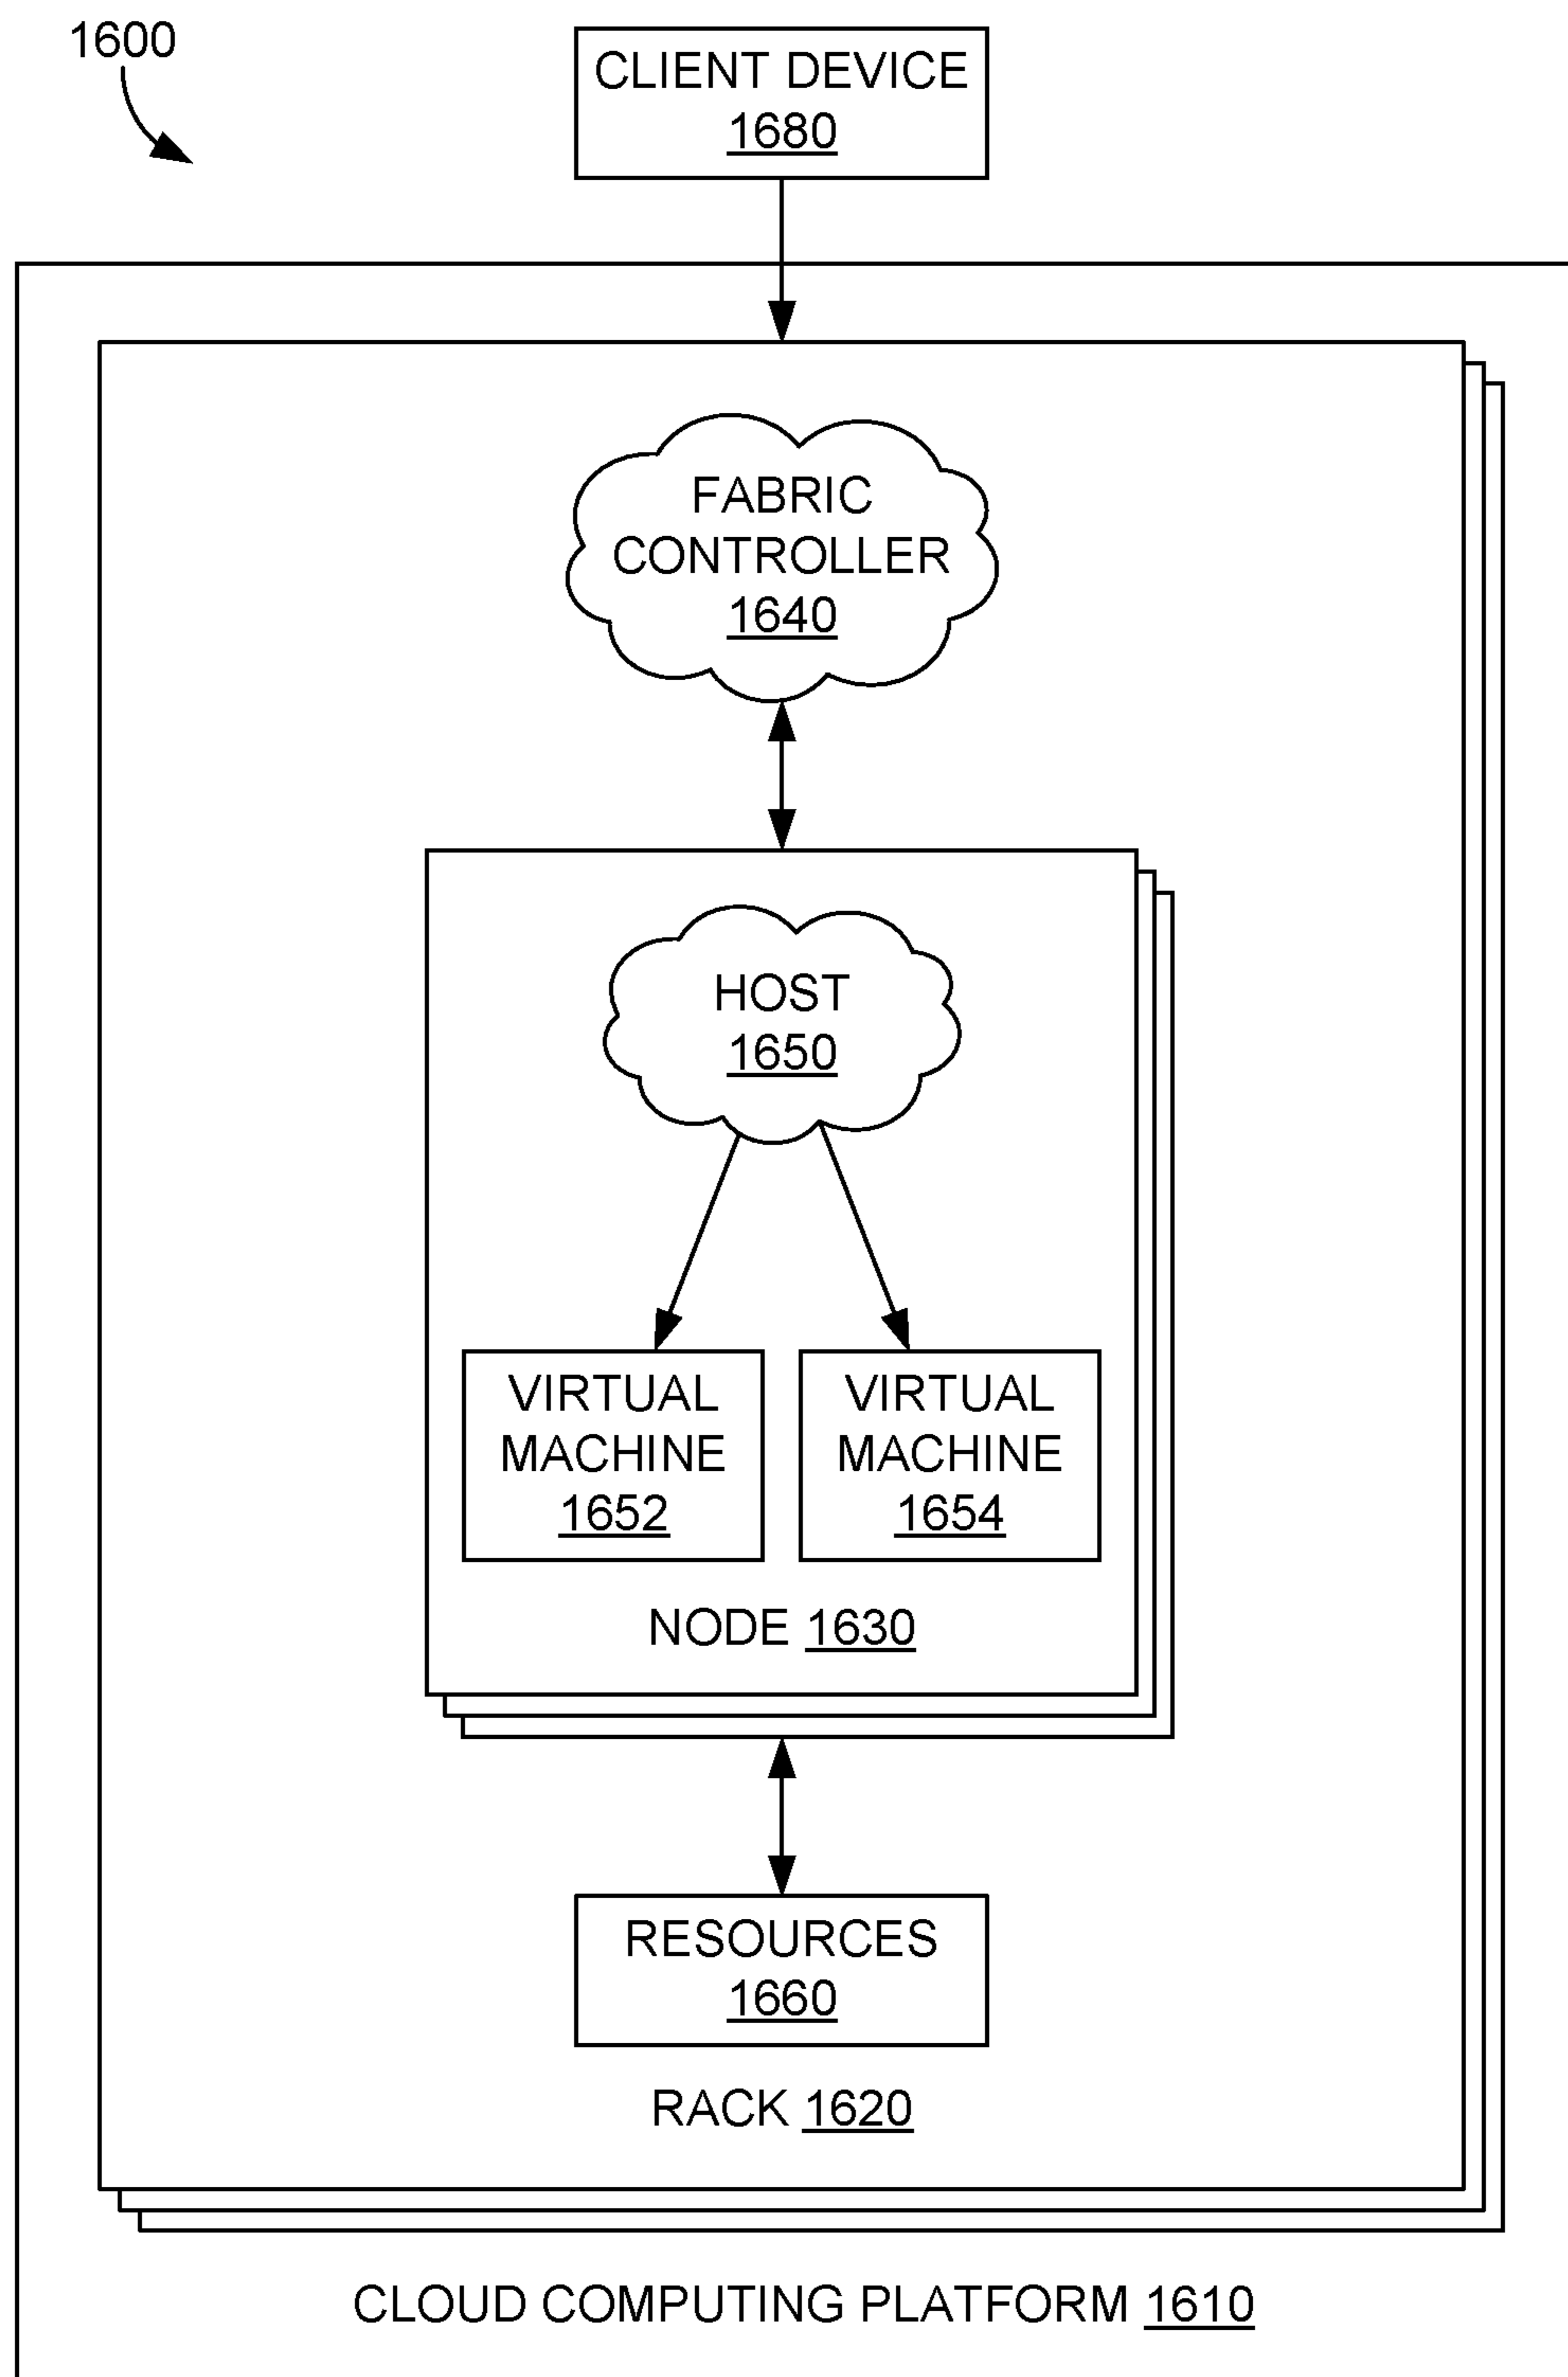 1600
CLIENT DEVICE
1680
FABRIC
CONTROLLER
1640
HOST
1650
VIRTUAL
MACHINE
1652
VIRTUAL
MACHINE
1654
NODE 1630
RESOURCES
1660
RACK 1620
CLOUD COMPUTING PLATFORM 1610